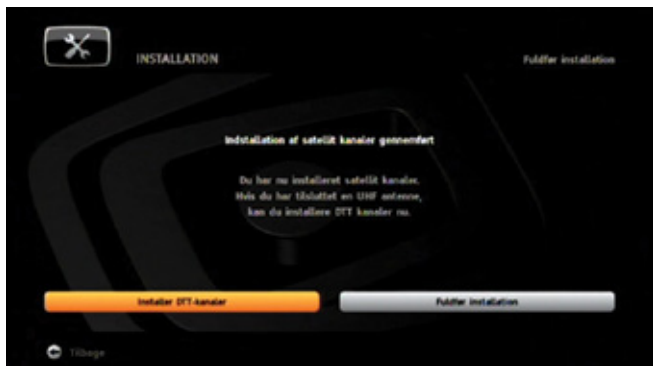 INSTALLATION
Fuldfør installation
Indstallation af satellit kanaler gennemført
Du har nu installeret satellit kanaler.
Hvis du har tilsluttet en UHF antenne,
kan du installere DTT kanaler nu.
Installer DTT-kanaler
Fuldfør installation
Tilbage